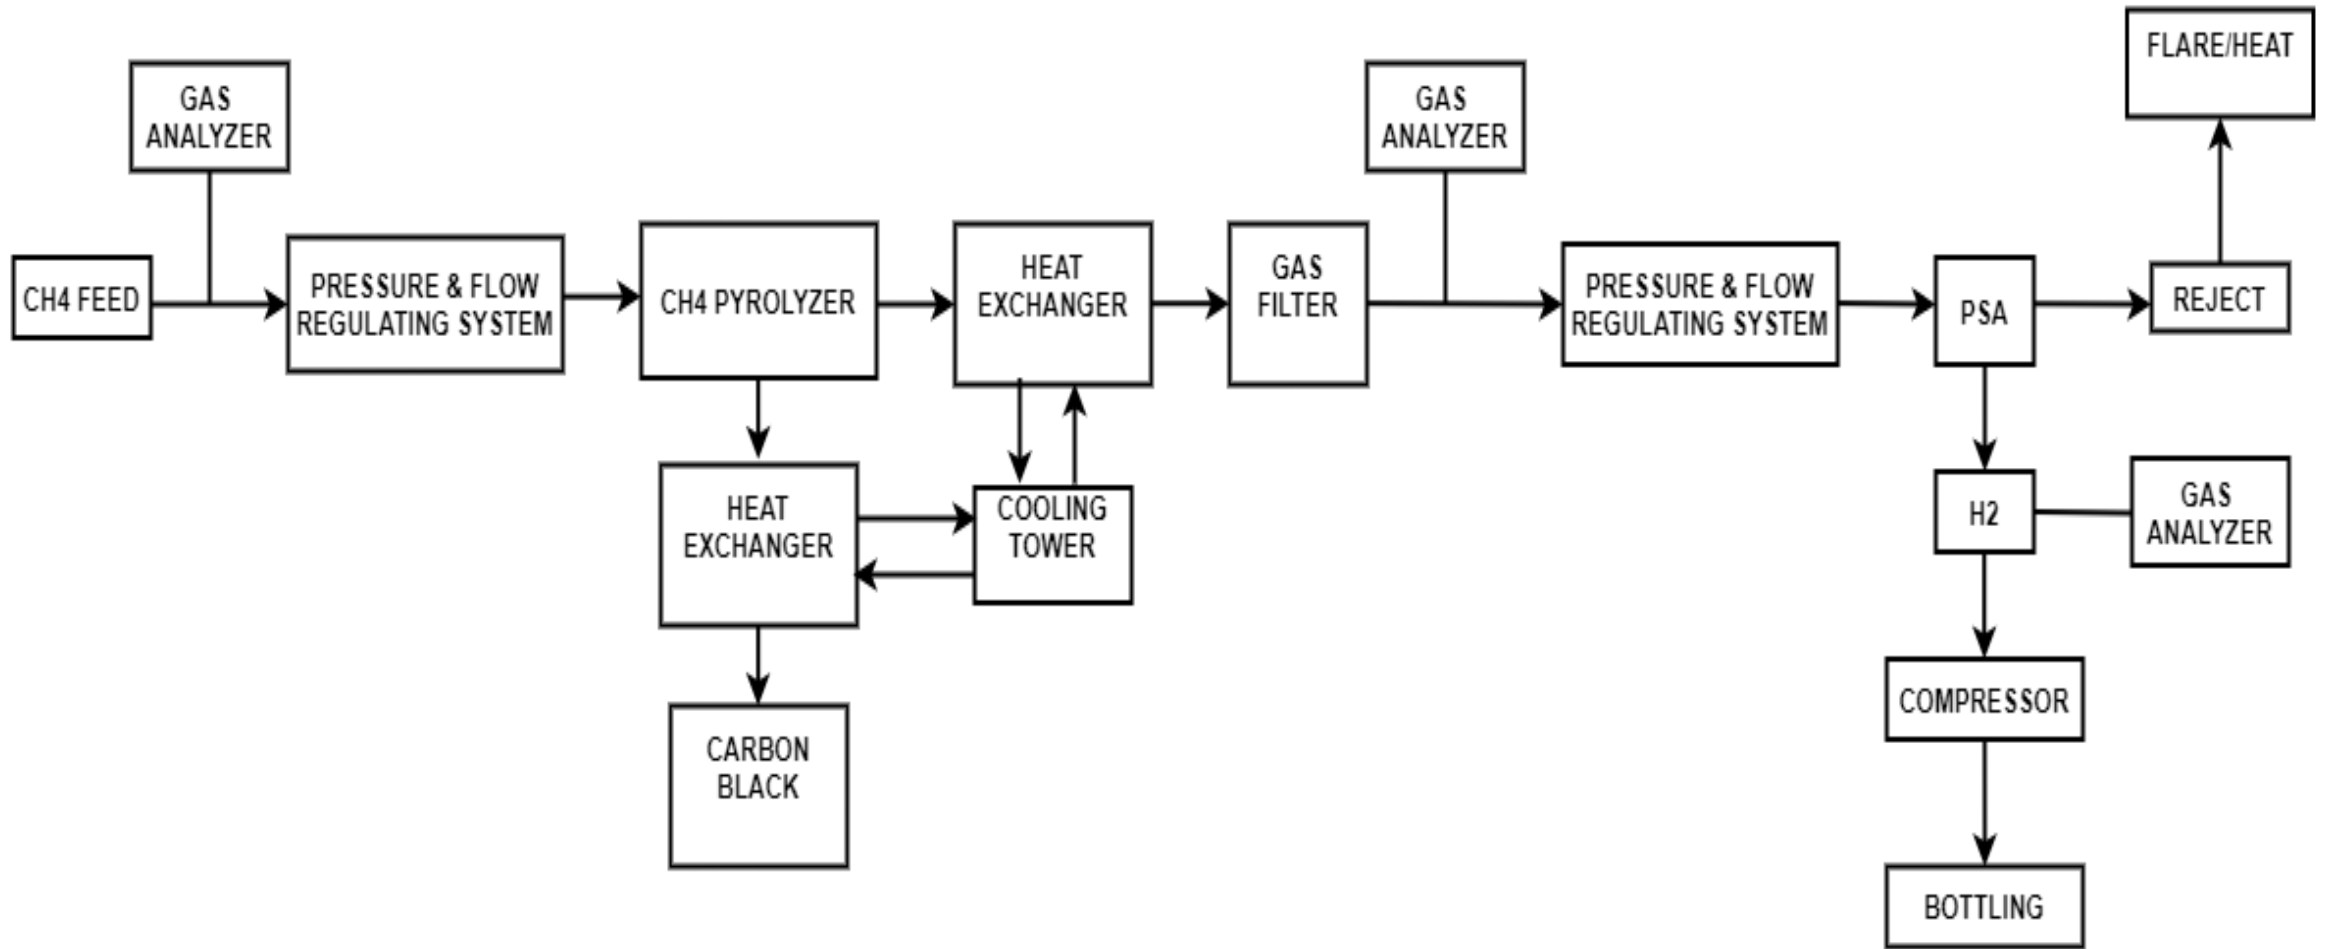 FLARE/HEAT
GAS
ANALYZER
GAS
ANALYZER
CH4 FEED
PRESSURE & FLOW
REGULATING SYSTEM
CH4 PYROLYZER
HEAT
EXCHANGER
GAS
FILTER
PRESSURE & FLOW
REGULATING SYSTEM
PSA
REJECT
HEAT
EXCHANGER
COOLING
TOWER
H2
GAS
ANALYZER
CARBON
BLACK
COMPRESSOR
BOTTLING